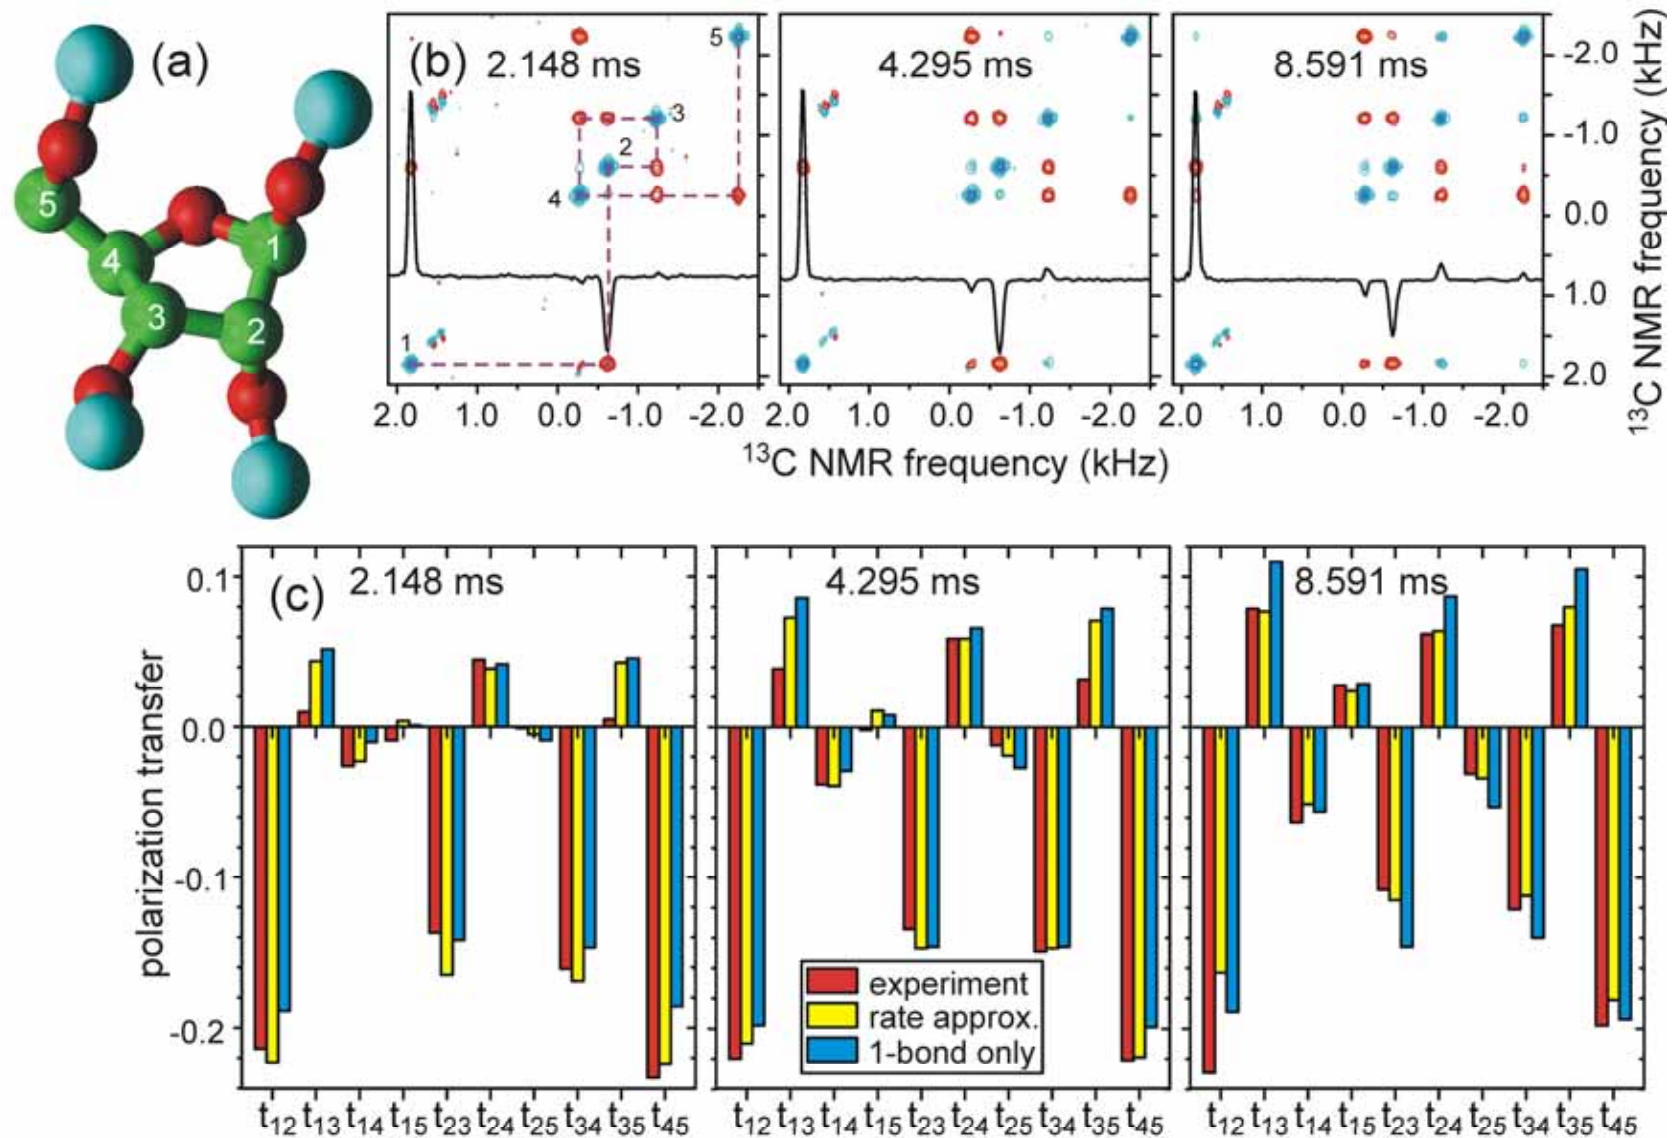 (a)
5
4
1
3
2
(b)
2.148 ms
5
3
2
4
1
4.295 ms
8.591 ms
-2.0
-1.0
0.0
1.0
2.0
¹³C NMR frequency (kHz)
2.0 1.0 0.0 -1.0 -2.0
2.0 1.0 0.0 -1.0 -2.0
2.0 1.0 0.0 -1.0 -2.0
¹³C NMR frequency (kHz)
(c)
2.148 ms
4.295 ms
8.591 ms
0.1
0.0
-0.1
-0.2
polarization transfer
experiment
rate approx.
1-bond only
t₁₂ t₁₃ t₁₄ t₁₅ t₂₃ t₂₄ t₂₅ t₃₄ t₃₅ t₄₅
t₁₂ t₁₃ t₁₄ t₁₅ t₂₃ t₂₄ t₂₅ t₃₄ t₃₅ t₄₅
t₁₂ t₁₃ t₁₄ t₁₅ t₂₃ t₂₄ t₂₅ t₃₄ t₃₅ t₄₅